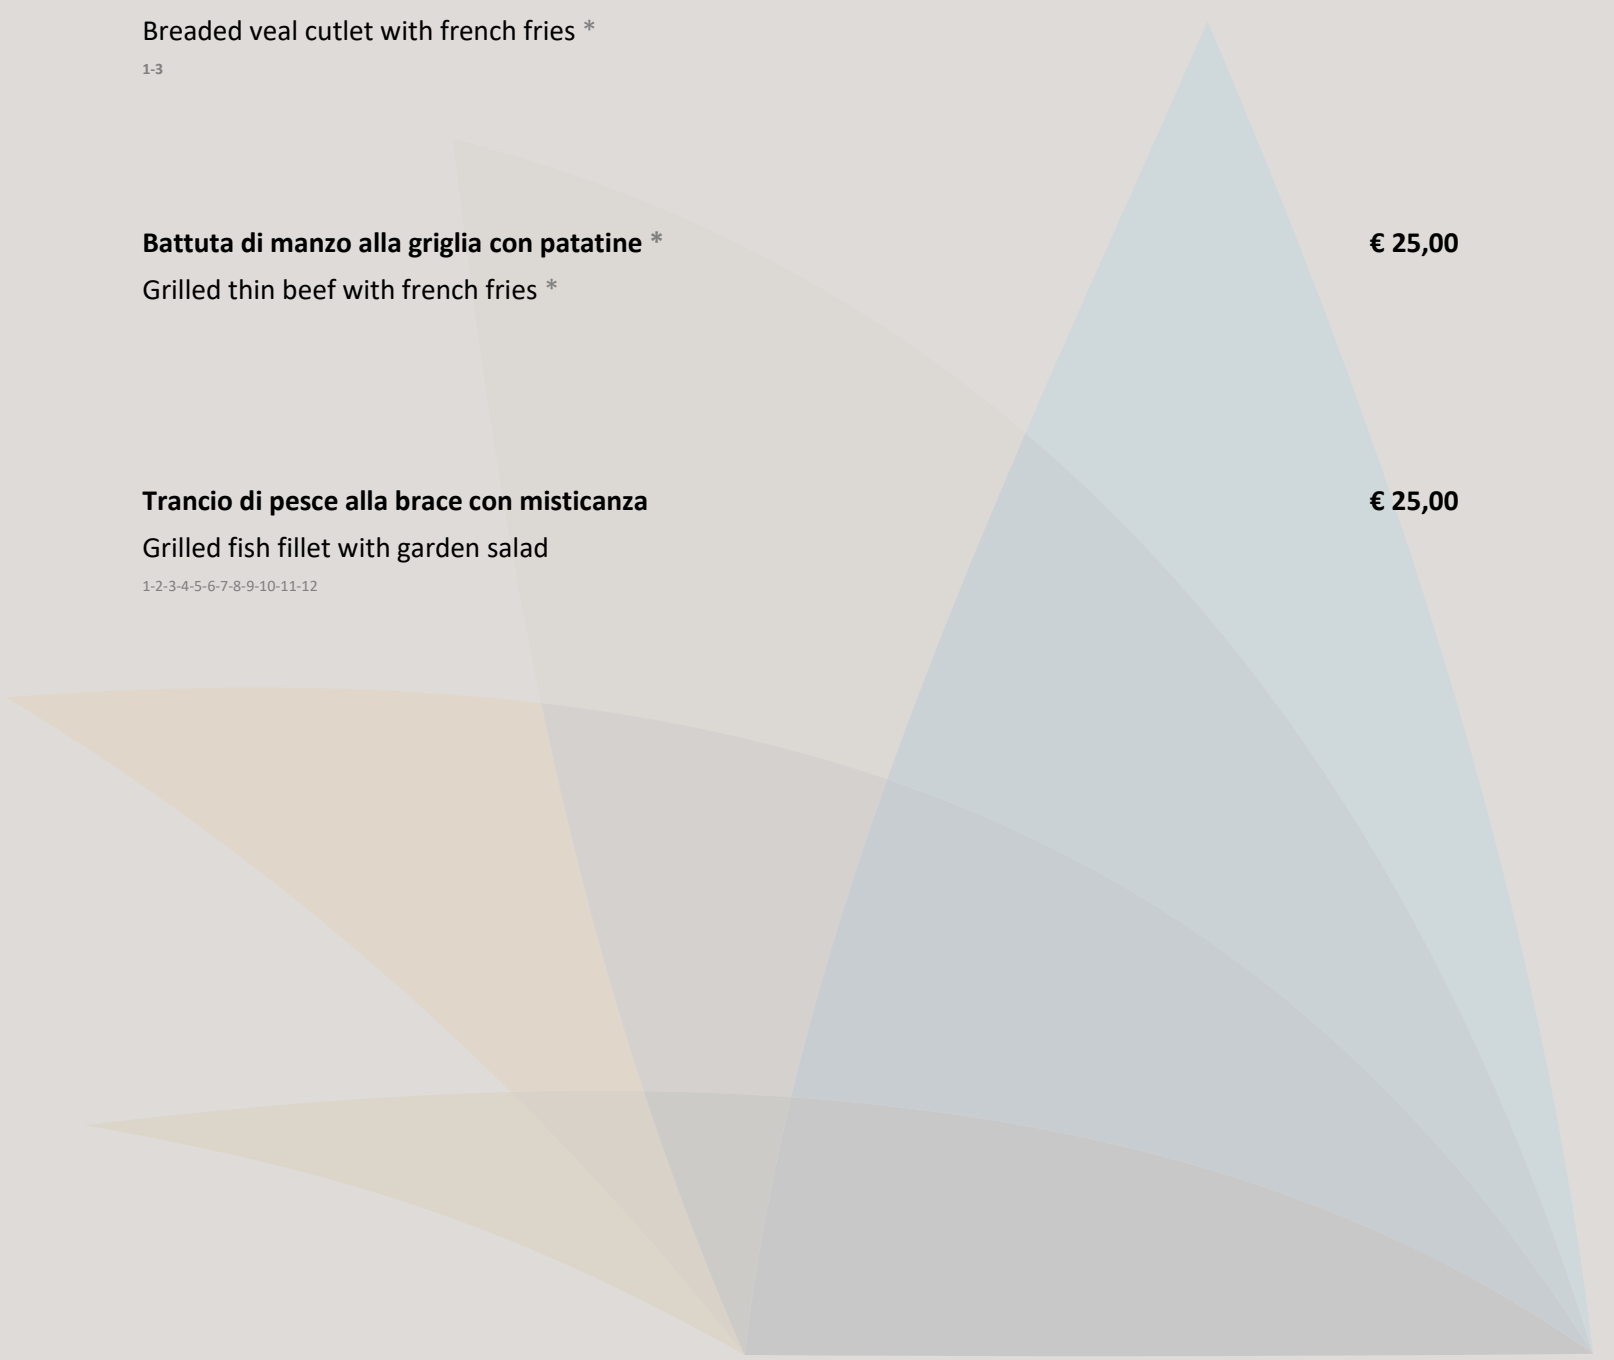 Breaded veal cutlet with french fries *
1-3
Battuta di manzo alla griglia con patatine * € 25,00
Grilled thin beef with french fries *
Trancio di pesce alla brace con misticanza € 25,00
Grilled fish fillet with garden salad
1-2-3-4-5-6-7-8-9-10-11-12